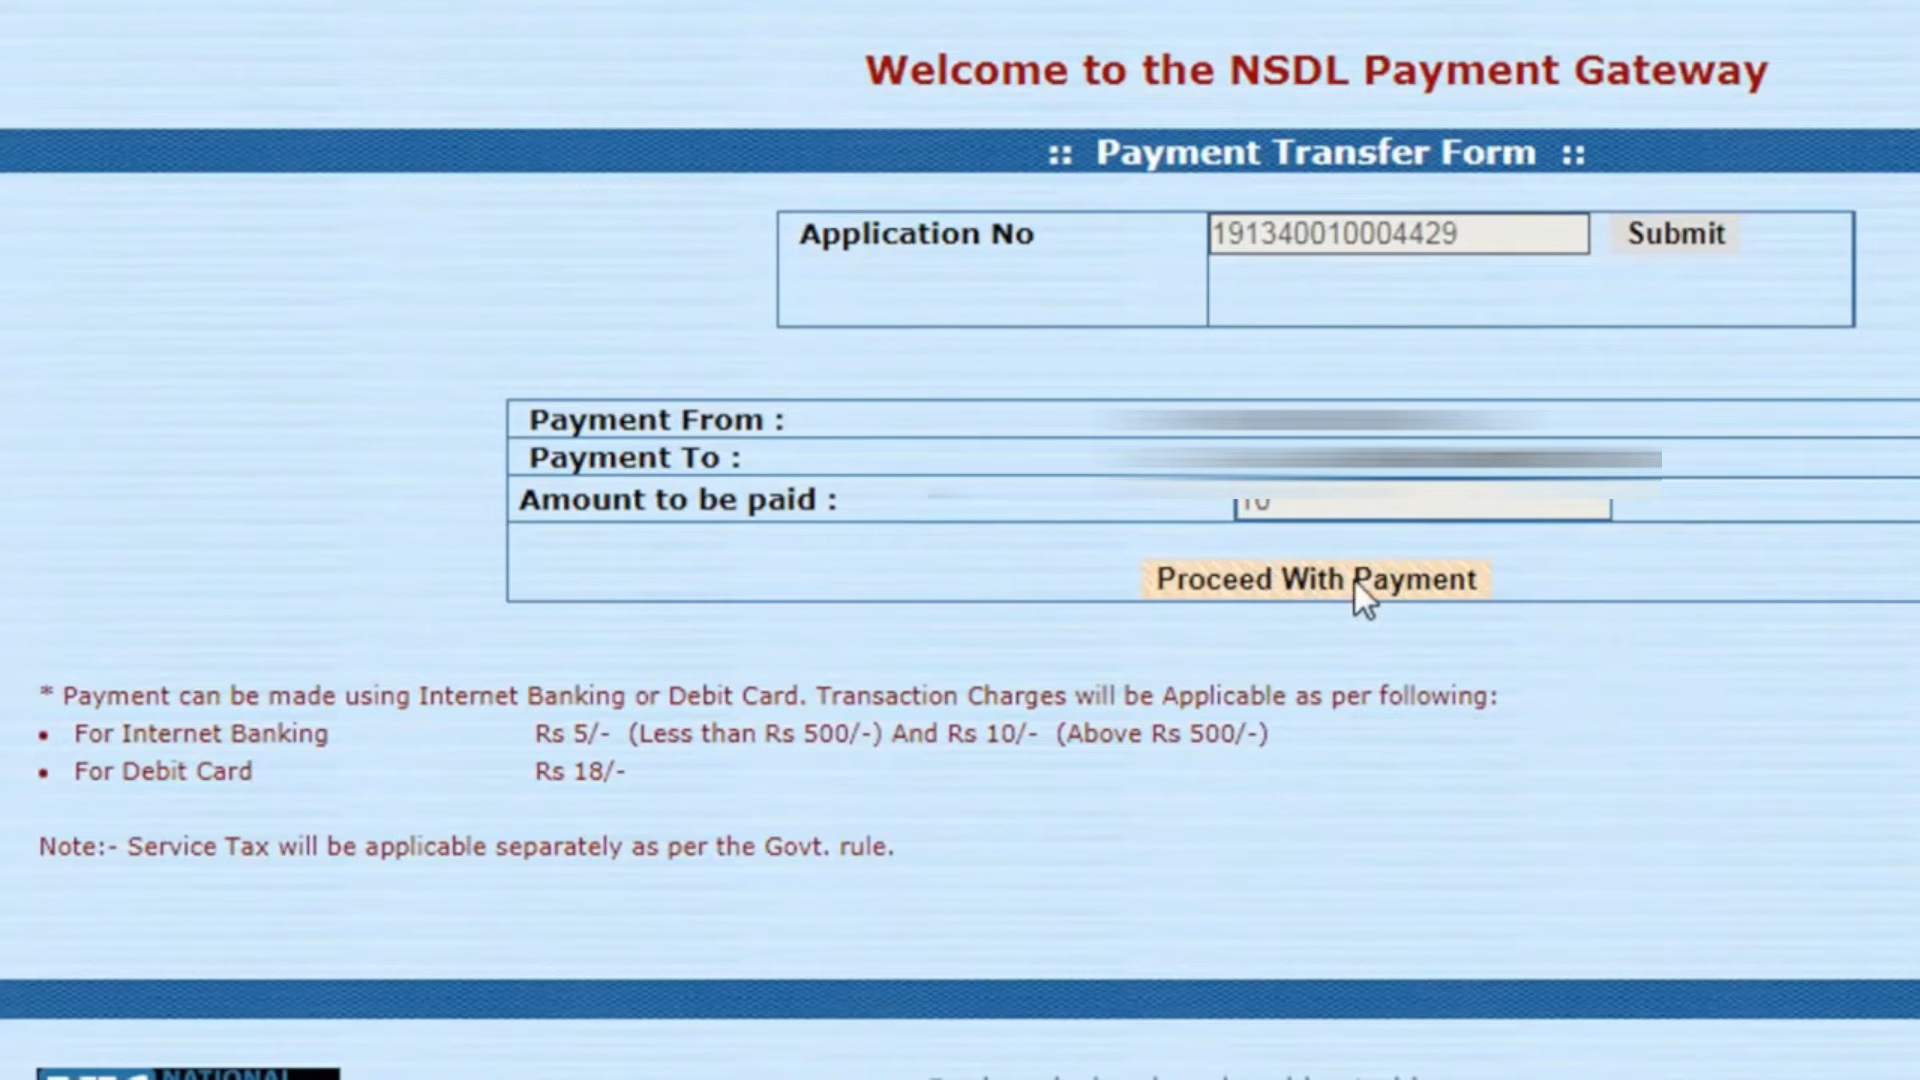 Welcome to the NSDL Payment Gateway
:: Payment Transfer Form ::
Application No 191340010004429 Submit
Payment From :
Payment To :
Amount to be paid : 10
Proceed With Payment
* Payment can be made using Internet Banking or Debit Card. Transaction Charges will be Applicable as per following:
• For Internet Banking Rs 5/- (Less than Rs 500/-) And Rs 10/- (Above Rs 500/-)
• For Debit Card Rs 18/-
Note:- Service Tax will be applicable separately as per the Govt. rule.
NATIONAL